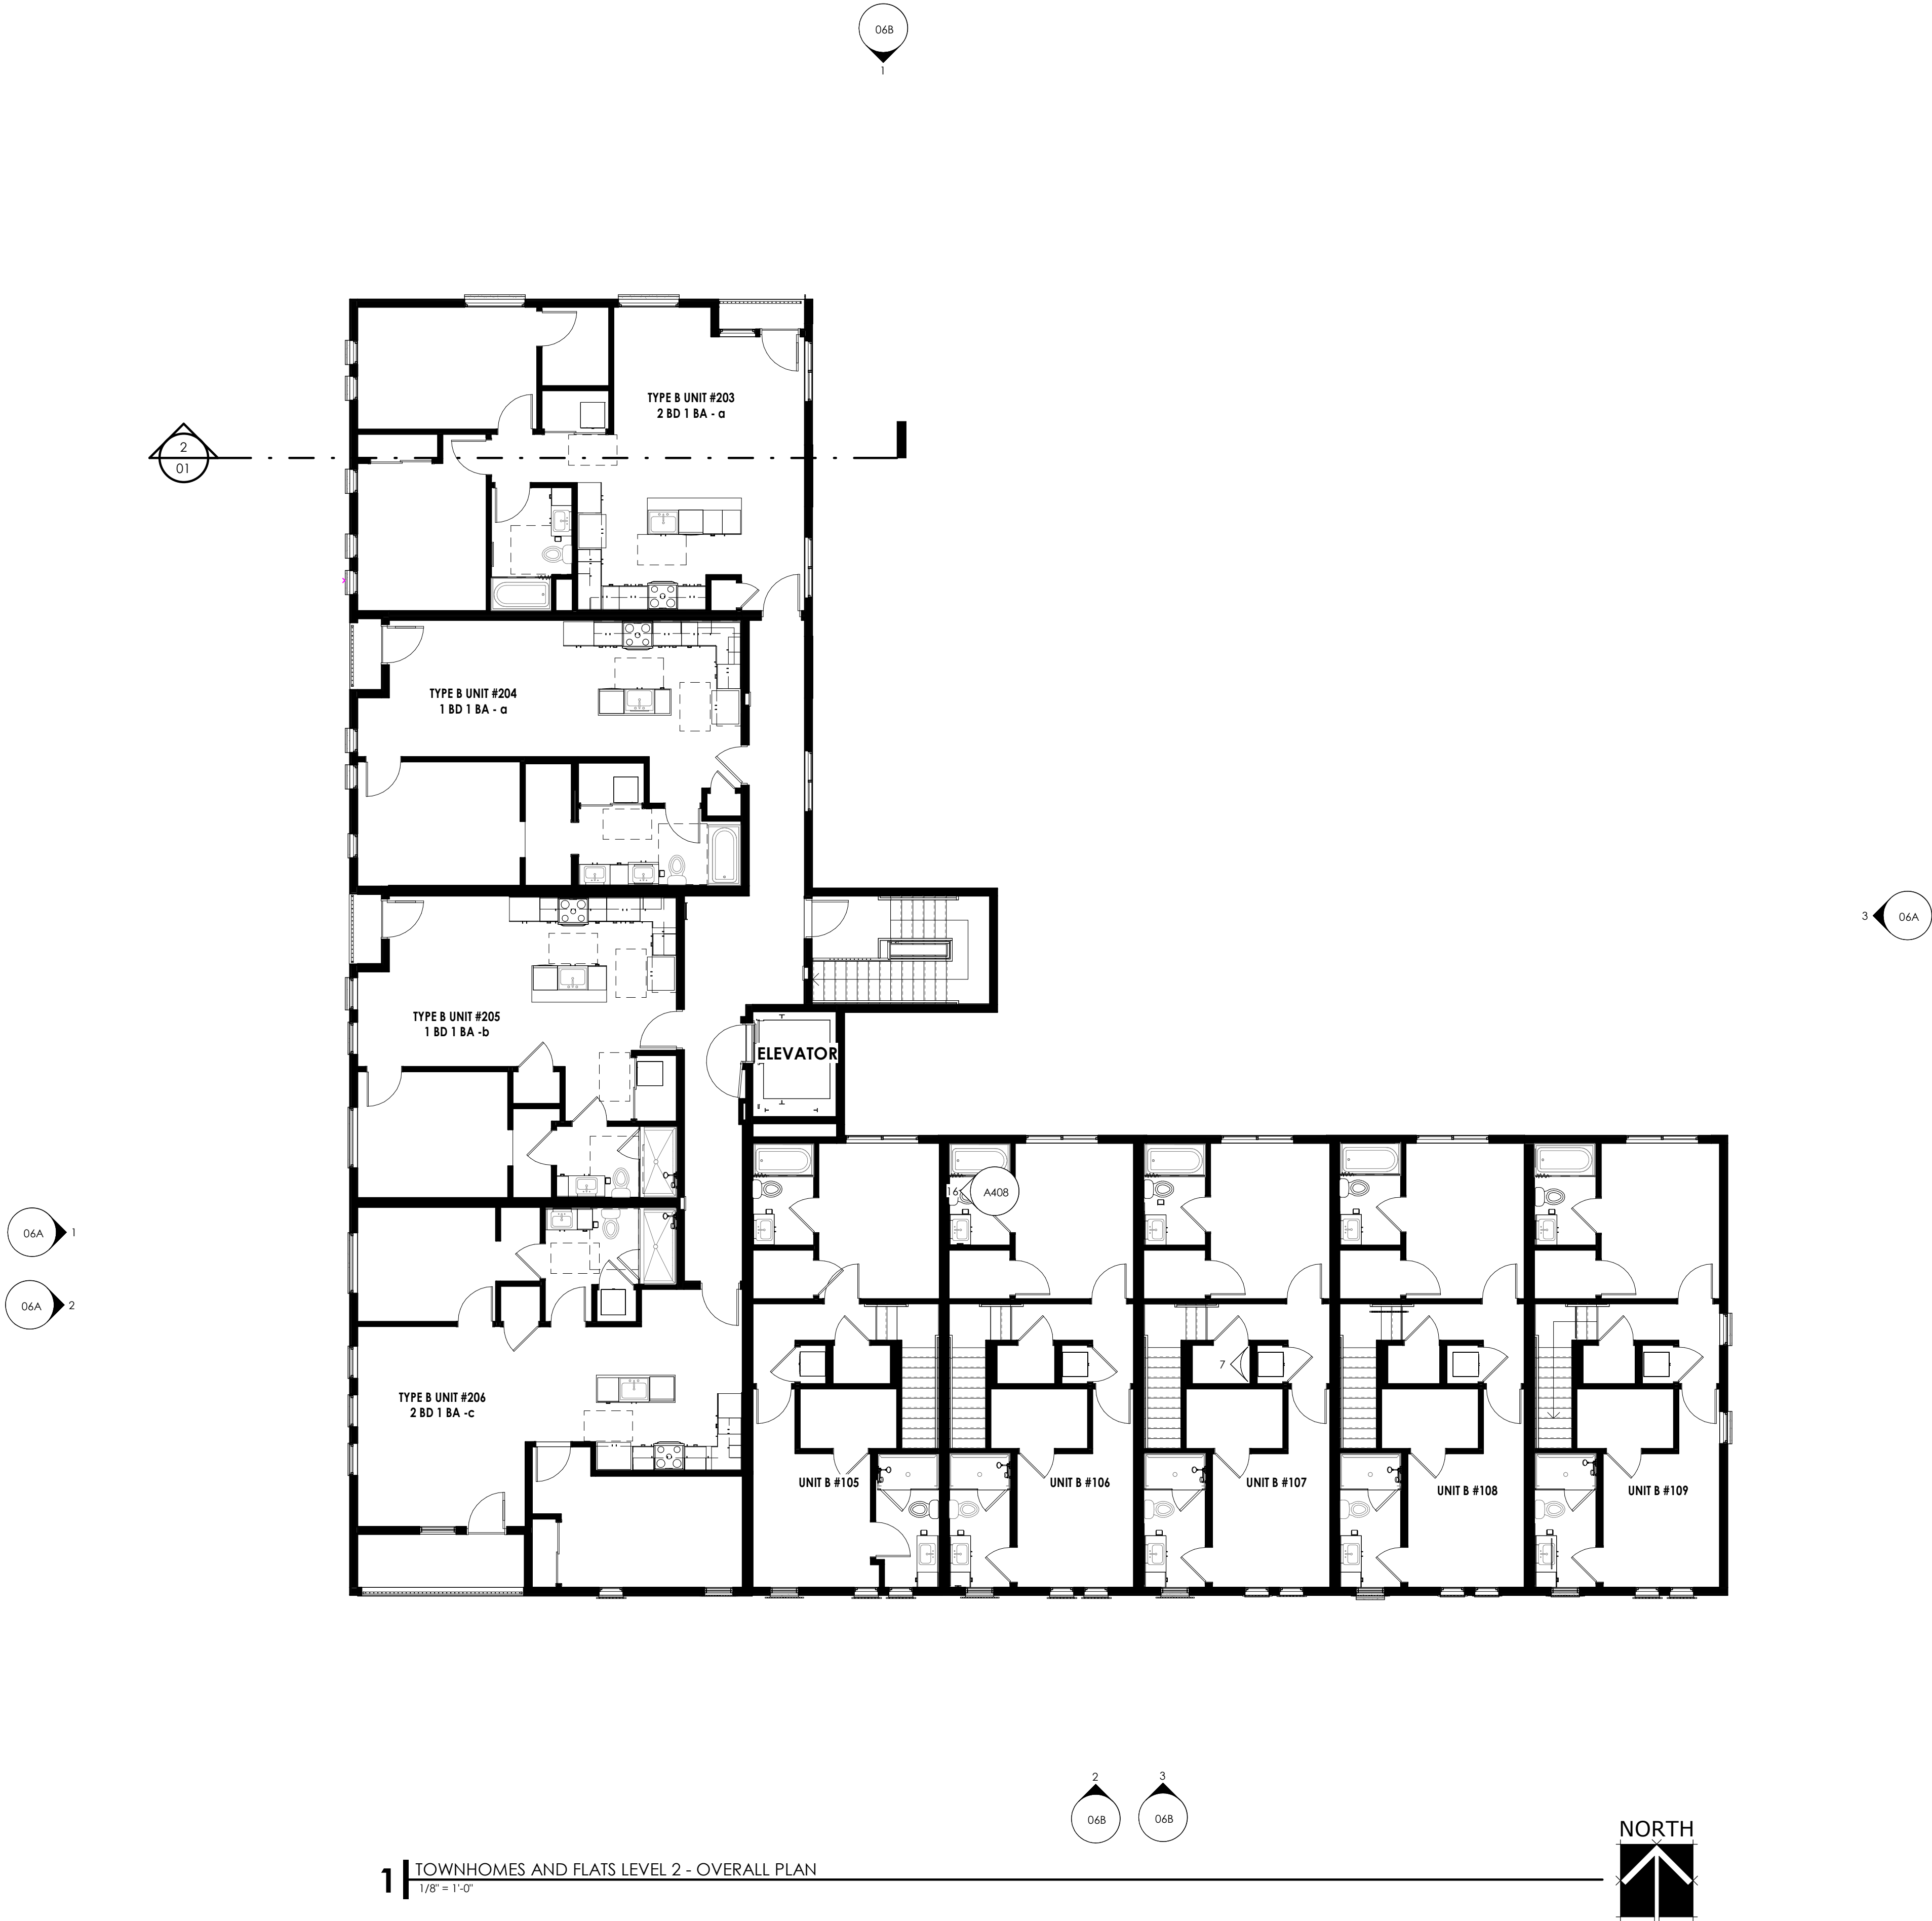 06B
1
TYPE B UNIT #203
2 BD 1 BA - a
2
01
TYPE B UNIT #204
1 BD 1 BA - a
3
06A
TYPE B UNIT #205
1 BD 1 BA -b
ELEVATOR
16
A408
06A
1
06A
2
7
TYPE B UNIT #206
2 BD 1 BA -c
UNIT B #105
UNIT B #106
UNIT B #107
UNIT B #108
UNIT B #109
2
3
06B
06B
NORTH
1
TOWNHOMES AND FLATS LEVEL 2 - OVERALL PLAN
1/8" = 1'-0"